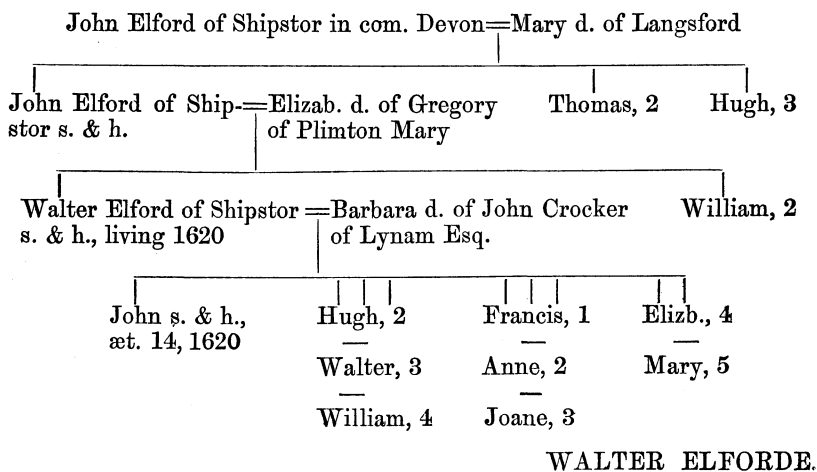 John Elford of Shipstor in com. Devon=Mary d. of Langsford
John Elford of Ship-=Elizab. d. of Gregory Thomas, 2 Hugh, 3
stor s. & h. of Plimton Mary
Walter Elford of Shipstor=Barbara d. of John Crocker William, 2
s. & h., living 1620 of Lynam Esq.
John s. & h., Hugh, 2 Francis, 1 Elizb., 4
æt. 14, 1620
Walter, 3 Anne, 2 Mary, 5
William, 4 Joane, 3
WALTER ELFORDE.